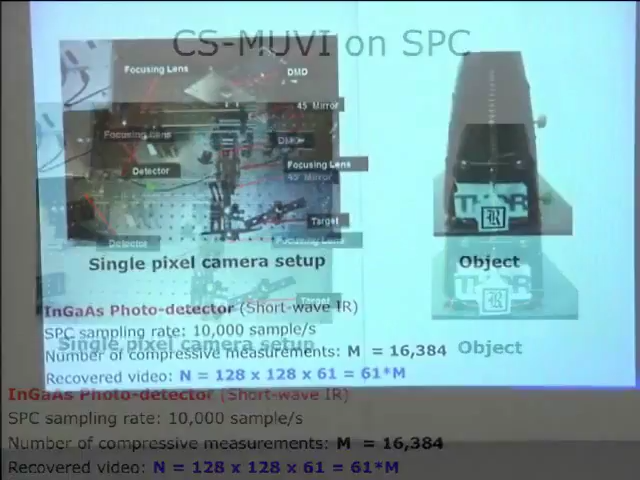 CS-MUVI on SPC
Focusing Lens
DMD
45 Mirror
Focusing Lens
DMD
Detector
Focusing Lens
45 Mirror
Target
Detector
Focusing Lens
Single pixel camera setup
Object
Target
InGaAs Photo-detector (Short-wave IR)
SPC sampling rate: 10,000 sample/s
Single pixel camera setup
Object
Number of compressive measurements: M = 16,384
Recovered video: N = 128 x 128 x 61 = 61*M
InGaAs Photo-detector (Short-wave IR)
SPC sampling rate: 10,000 sample/s
Number of compressive measurements: M = 16,384
Recovered video: N = 128 x 128 x 61 = 61*M